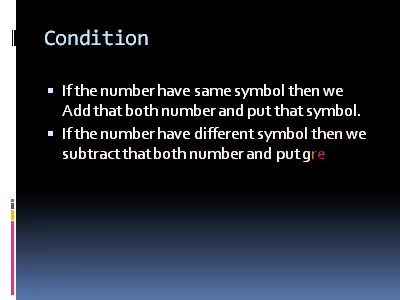 Condition
If the number have same symbol then we
Add that both number and put that symbol.
If the number have different symbol then we
subtract that both number and put gre